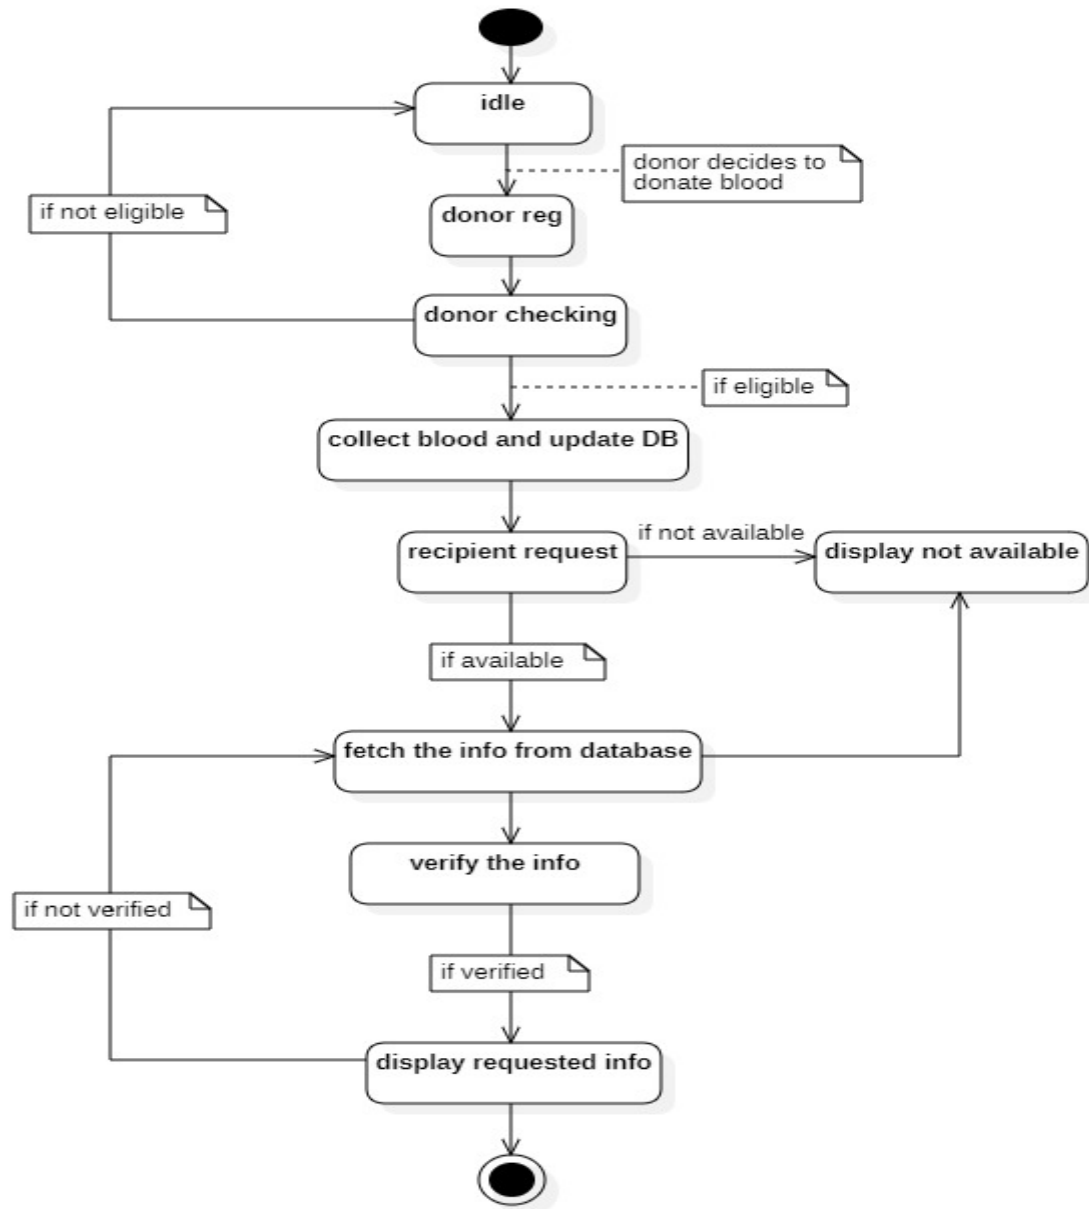 idle
donor decides to
donate blood
if not eligible
donor reg
donor checking
if eligible
collect blood and update DB
recipient request
if not available
display not available
if available
fetch the info from database
verify the info
if not verified
if verified
display requested info